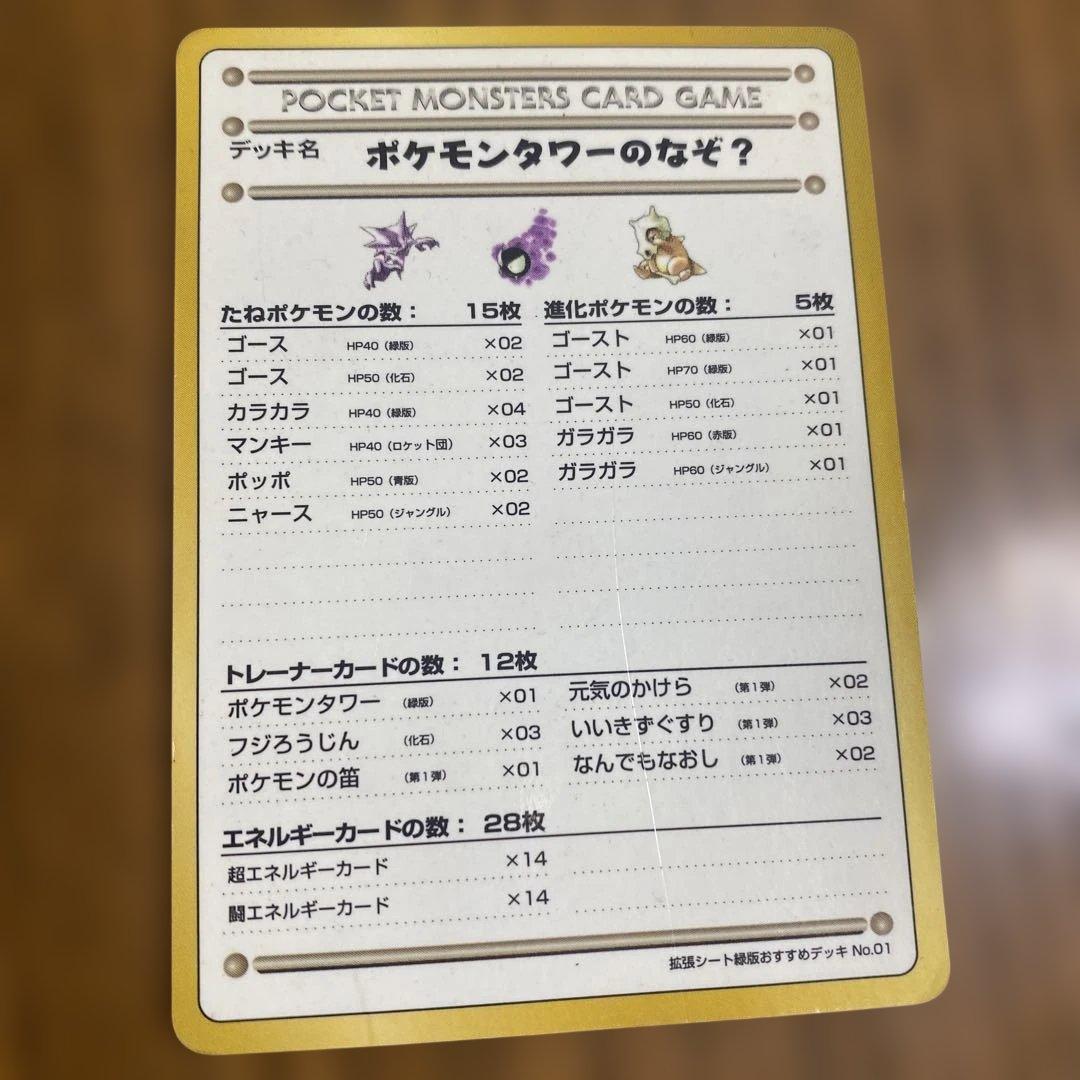 POCKET MONSTERS CARD GAME
デッキ名 ポケモンタワーのなぞ？
たねポケモンの数： 15枚
ゴース HP40（緑版） ×02
ゴース HP50（化石） ×02
カラカラ HP40（緑版） ×04
マンキー HP40（ロケット団） ×03
ポッポ HP50（青版） ×02
ニャース HP50（ジャングル） ×02
進化ポケモンの数： 5枚
ゴースト HP60（緑版） ×01
ゴースト HP70（緑版） ×01
ゴースト HP50（化石） ×01
ガラガラ HP60（赤版） ×01
ガラガラ HP60（ジャングル） ×01
トレーナーカードの数： 12枚
ポケモンタワー （緑版） ×01
フジろうじん （化石） ×03
ポケモンの笛 （第1弾） ×01
元気のかけら （第1弾） ×02
いいきずぐすり （第1弾） ×03
なんでもなおし （第1弾） ×02
エネルギーカードの数： 28枚
超エネルギーカード ×14
闘エネルギーカード ×14
拡張シート緑版おすすめデッキ No.01